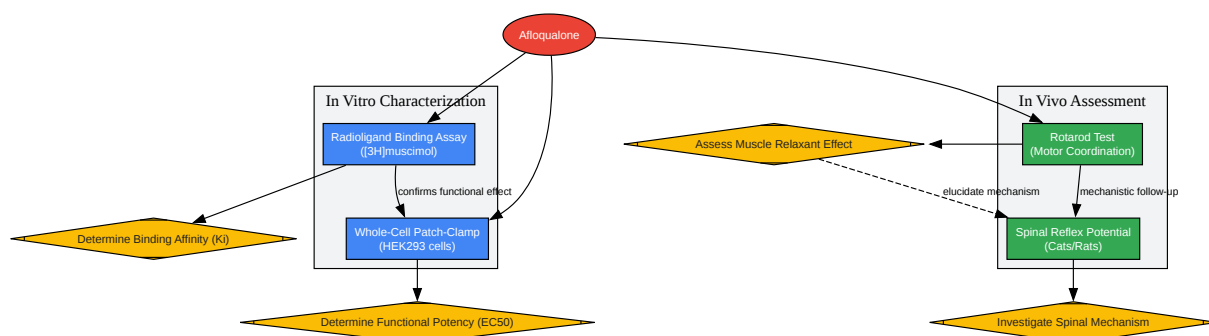 Afloqualone
In Vitro Characterization
In Vivo Assessment
Radioligand Binding Assay
([3H]muscimol)
Assess Muscle Relaxant Effect
Rotarod Test
(Motor Coordination)
confirms functional effect
elucidate mechanism
mechanistic follow-up
Determine Binding Affinity (Ki)
Whole-Cell Patch-Clamp
(HEK293 cells)
Spinal Reflex Potential
(Cats/Rats)
Determine Functional Potency (EC50)
Investigate Spinal Mechanism